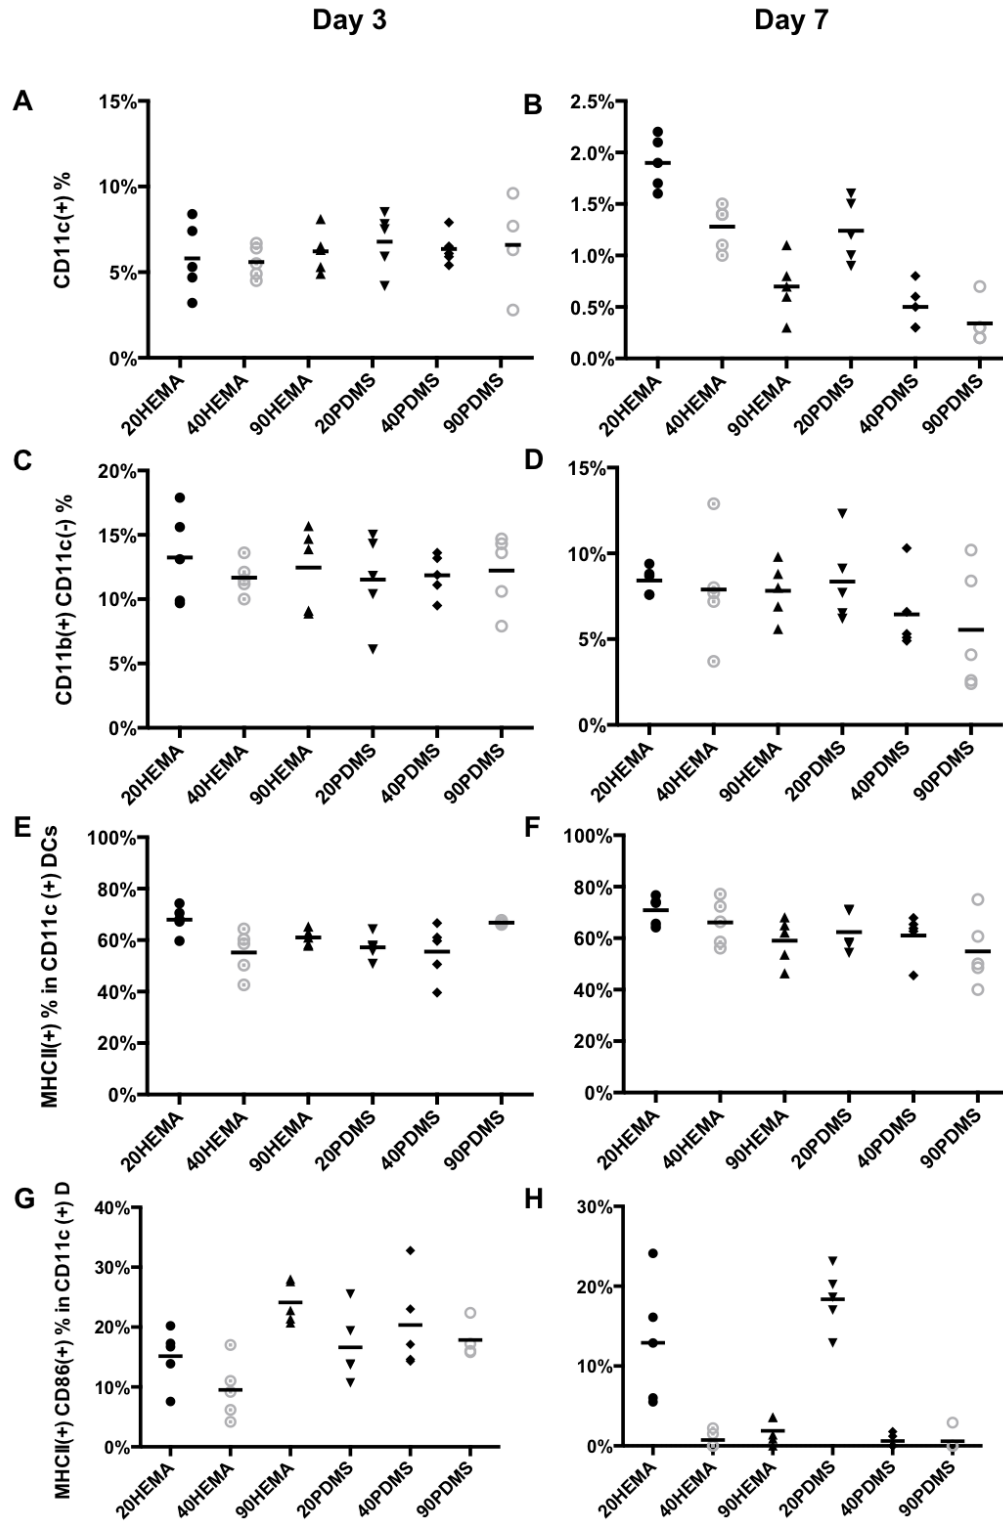 Day 3
Day 7
A
CD11c(+) %
15%
10%
5%
0%
20HEMA
40HEMA
90HEMA
20PDMS
40PDMS
90PDMS
B
2.5%
2.0%
1.5%
1.0%
0.5%
0.0%
20HEMA
40HEMA
90HEMA
20PDMS
40PDMS
90PDMS
C
CD11b(+) CD11c(-) %
20%
15%
10%
5%
0%
20HEMA
40HEMA
90HEMA
20PDMS
40PDMS
90PDMS
D
15%
10%
5%
0%
20HEMA
40HEMA
90HEMA
20PDMS
40PDMS
90PDMS
E
MHCII(+) % in CD11c (+) DCs
100%
80%
60%
40%
20%
0%
20HEMA
40HEMA
90HEMA
20PDMS
40PDMS
90PDMS
F
100%
80%
60%
40%
20%
0%
20HEMA
40HEMA
90HEMA
20PDMS
40PDMS
90PDMS
G
MHCII(+) CD86(+) % in CD11c (+) D
40%
30%
20%
10%
0%
20HEMA
40HEMA
90HEMA
20PDMS
40PDMS
90PDMS
H
30%
20%
10%
0%
20HEMA
40HEMA
90HEMA
20PDMS
40PDMS
90PDMS